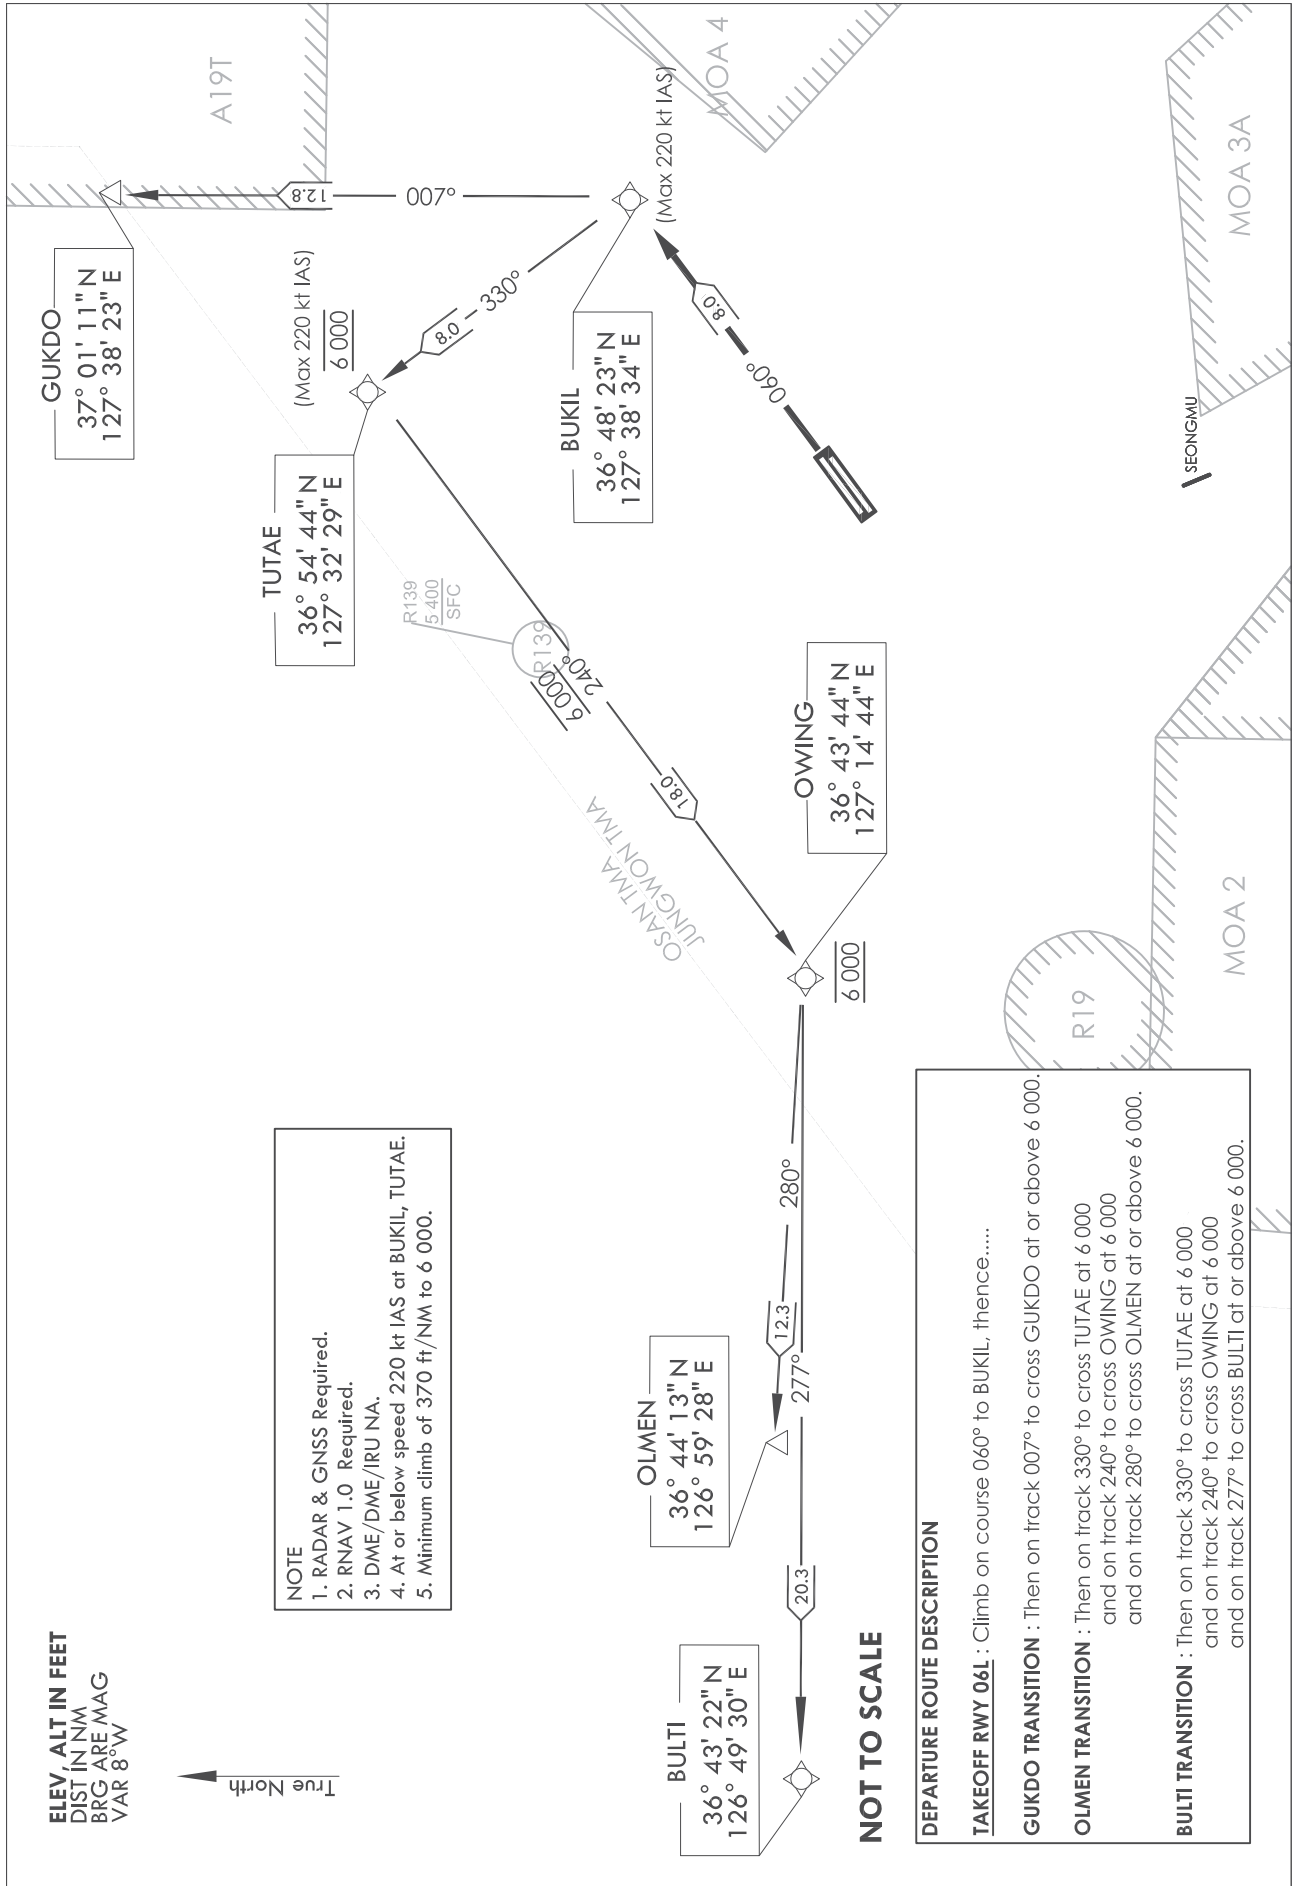 ELEV, ALT IN FEET
DIST IN NM
BRG ARE MAG
VAR 8°W
True North
NOTE
1. RADAR & GNSS Required.
2. RNAV 1.0 Required.
3. DME/DME/IRU NA.
4. At or below speed 220 kt IAS at BUKIL, TUTAE.
5. Minimum climb of 370 ft/NM to 6 000.
GUKDO
37° 01' 11" N
127° 38' 23" E
A19T
12.8
007°
(Max 220 kt IAS)
6 000
TUTAE
36° 54' 44" N
127° 32' 29" E
8.0
330°
MOA 4
(Max 220 kt IAS)
BUKIL
36° 48' 23" N
127° 38' 34" E
8.0
060°
R139
5 400
SFC
R139
6 0000
240°
18.0
OSAN TMA
JUNGWON TMA
OWING
36° 43' 44" N
127° 14' 44" E
6 000
280°
12.3
277°
20.3
OLMEN
36° 44' 13" N
126° 59' 28" E
BULTI
36° 43' 22" N
126° 49' 30" E
MOA 3A
SEONGMU
MOA 2
R19
NOT TO SCALE
DEPARTURE ROUTE DESCRIPTION
TAKEOFF RWY 06L : Climb on course 060° to BUKIL, thence.....
GUKDO TRANSITION : Then on track 007° to cross GUKDO at or above 6 000.
OLMEN TRANSITION : Then on track 330° to cross TUTAE at 6 000
and on track 240° to cross OWING at 6 000
and on track 280° to cross OLMEN at or above 6 000.
BULTI TRANSITION : Then on track 330° to cross TUTAE at 6 000
and on track 240° to cross OWING at 6 000
and on track 277° to cross BULTI at or above 6 000.